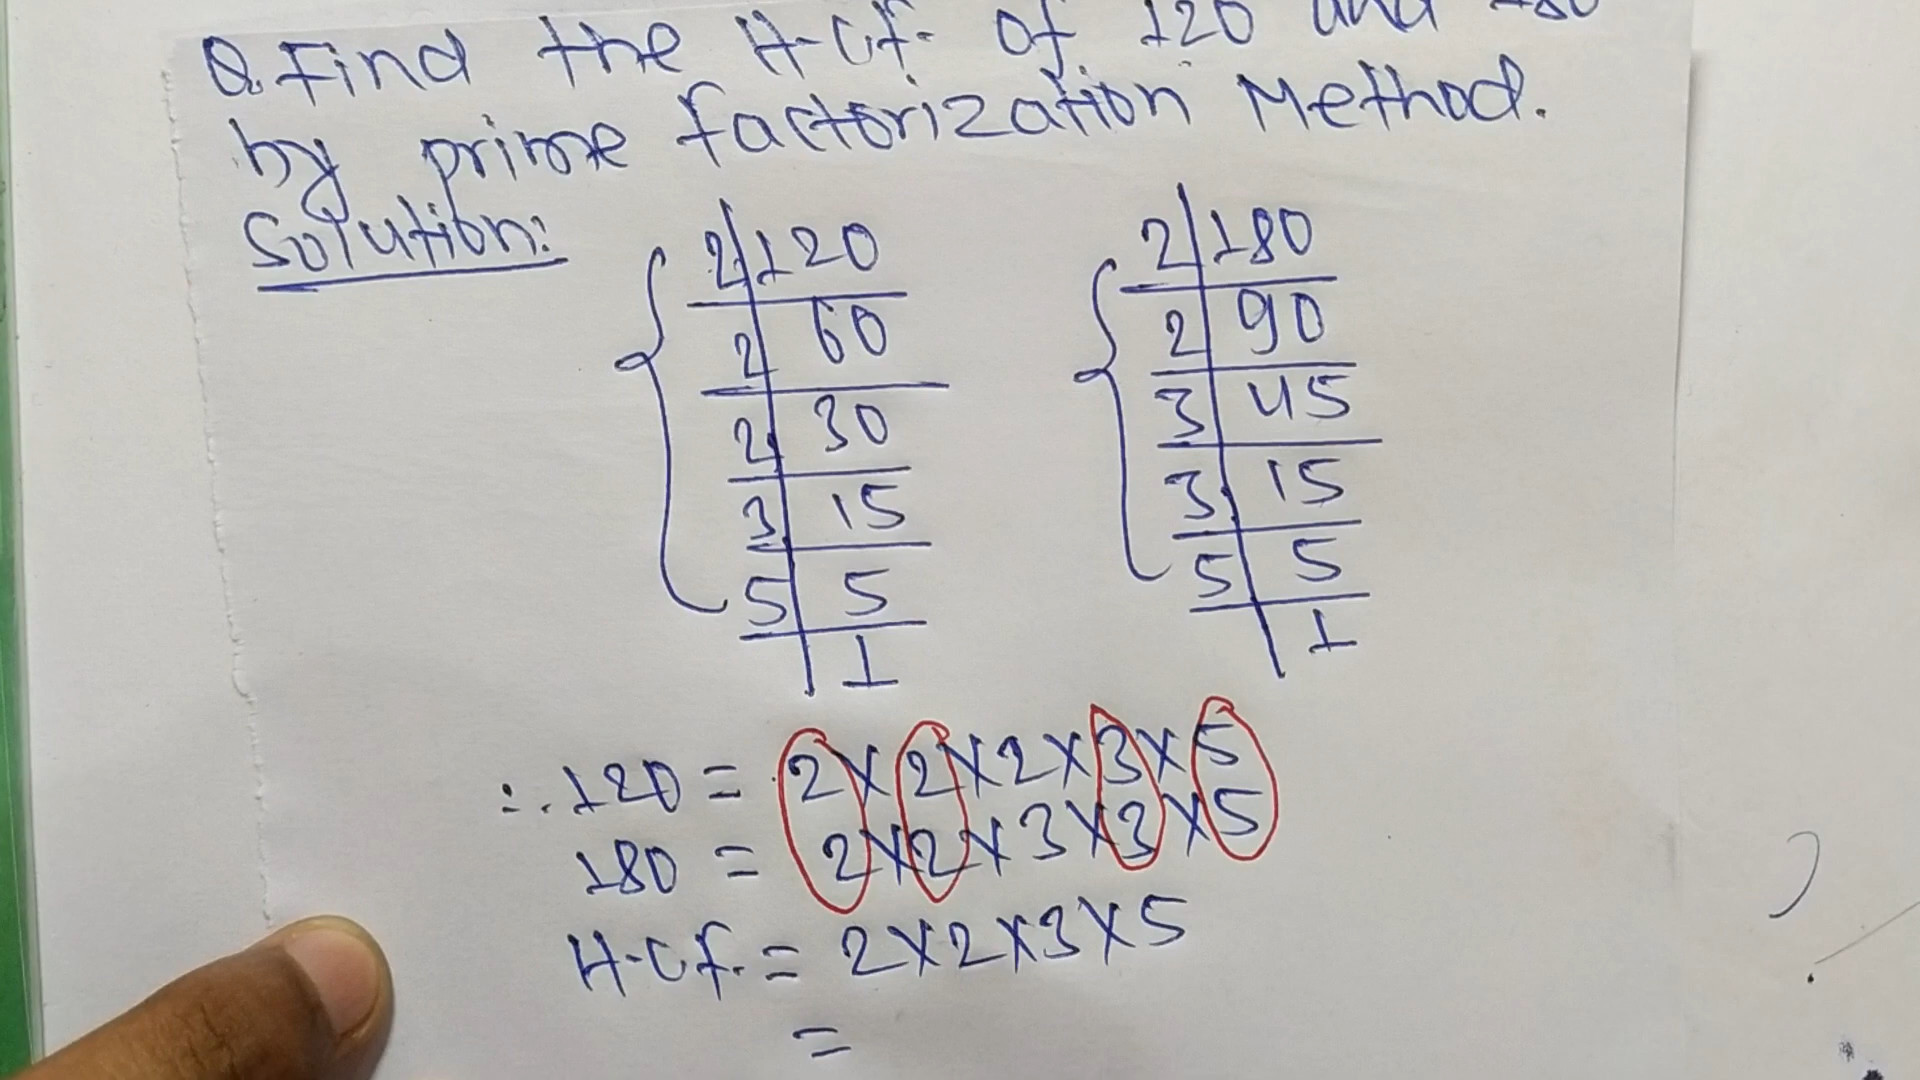 Q. Find the H.C.f. of 120 and 180
by prime factorization Method.
Solution:
2 120
2 60
2 30
3 15
5 5
1
2 180
2 90
3 45
3 15
5 5
1
∴ 120 = 2×2×2×3×5
180 = 2×2×3×3×5
H.C.f. = 2×2×3×5
=